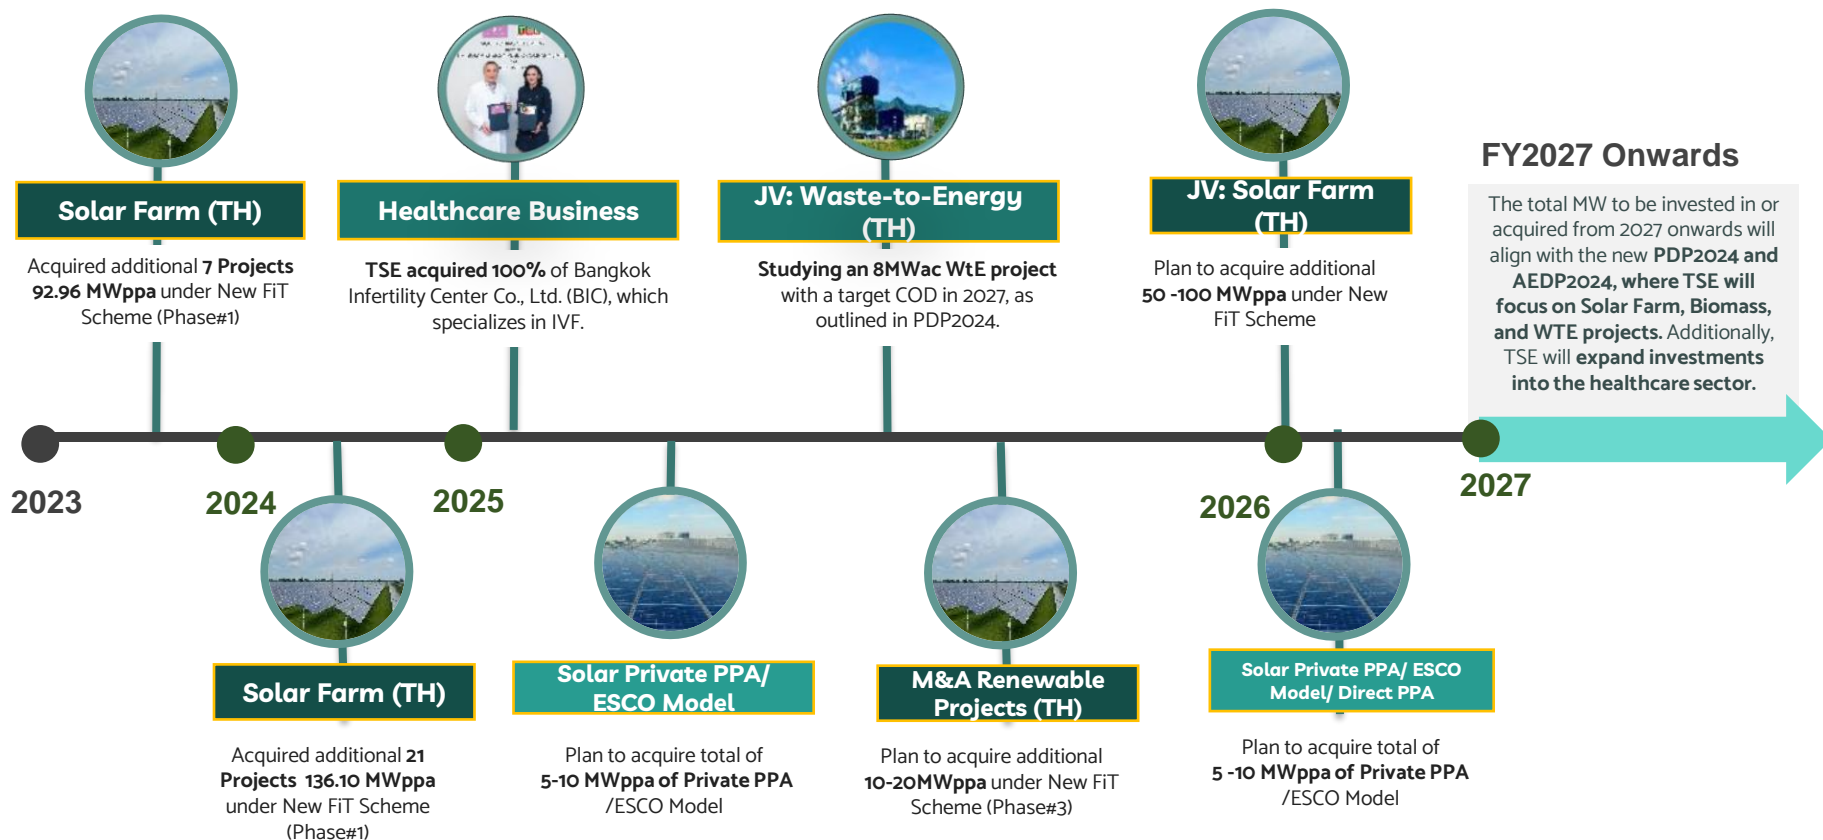 Solar Farm (TH)
Acquired additional 7 Projects
92.96 MWppa under New FiT
Scheme (Phase#1)
Healthcare Business
TSE acquired 100% of Bangkok
Infertility Center Co., Ltd. (BIC), which
specializes in IVF.
JV: Waste-to-Energy
(TH)
Studying an 8MWac WtE project
with a target COD in 2027, as
outlined in PDP2024.
JV: Solar Farm
(TH)
Plan to acquire additional
50 -100 MWppa under New
FiT Scheme
FY2027 Onwards
The total MW to be invested in or
acquired from 2027 onwards will
align with the new PDP2024 and
AEDP2024, where TSE will
focus on Solar Farm, Biomass,
and WTE projects. Additionally,
TSE will expand investments
into the healthcare sector.
2023
2024
2025
2026
2027
Solar Farm (TH)
Acquired additional 21
Projects 136.10 MWppa
under New FiT Scheme
(Phase#1)
Solar Private PPA/
ESCO Model
Plan to acquire total of
5-10 MWppa of Private PPA
/ESCO Model
M&A Renewable
Projects (TH)
Plan to acquire additional
10-20MWppa under New FiT
Scheme (Phase#3)
Solar Private PPA/ ESCO
Model/ Direct PPA
Plan to acquire total of
5 -10 MWppa of Private PPA
/ESCO Model